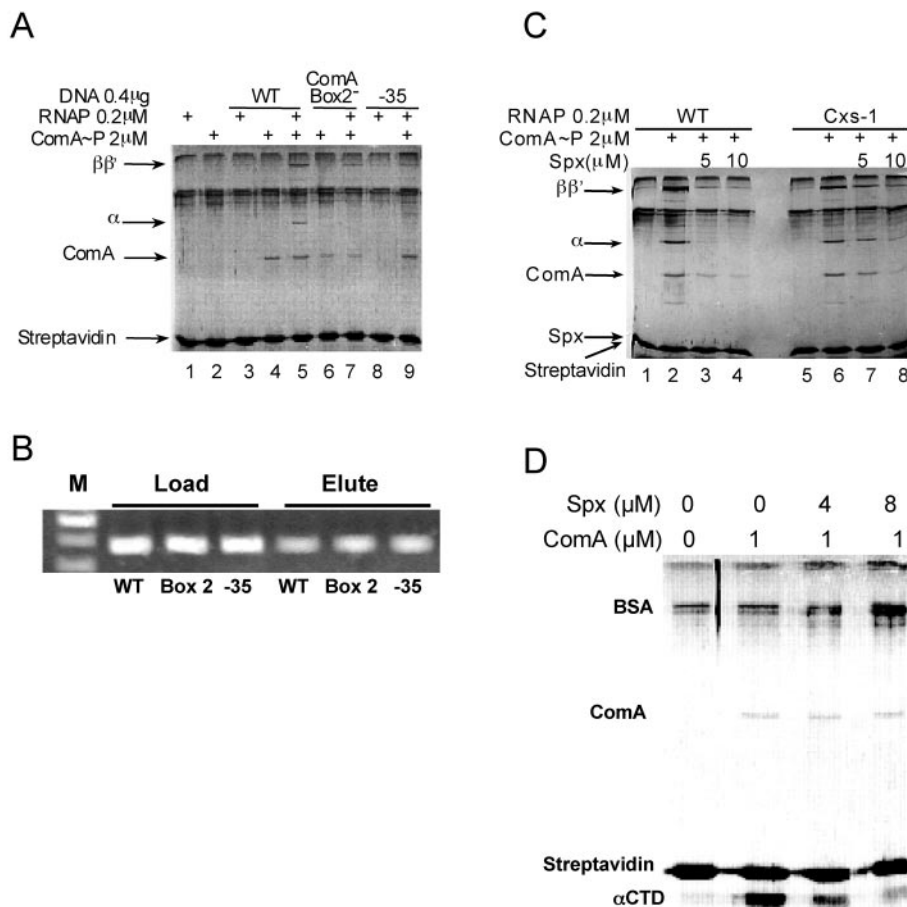 A
DNA 0.4µg WT ComA Box2⁻ -35
RNAP 0.2µM + + + + +
ComA~P 2µM + + + + + +
ββ'
α
ComA
Streptavidin
1 2 3 4 5 6 7 8 9
B
M Load Elute
WT Box 2 -35 WT Box 2 -35
C
RNAP 0.2µM WT Cxs-1
ComA~P 2µM + + + + + +
Spx(µM) 5 10 5 10
ββ'
α
ComA
Spx
Streptavidin
1 2 3 4 5 6 7 8
D
Spx (µM) 0 0 4 8
ComA (µM) 0 1 1 1
BSA
ComA
Streptavidin
αCTD